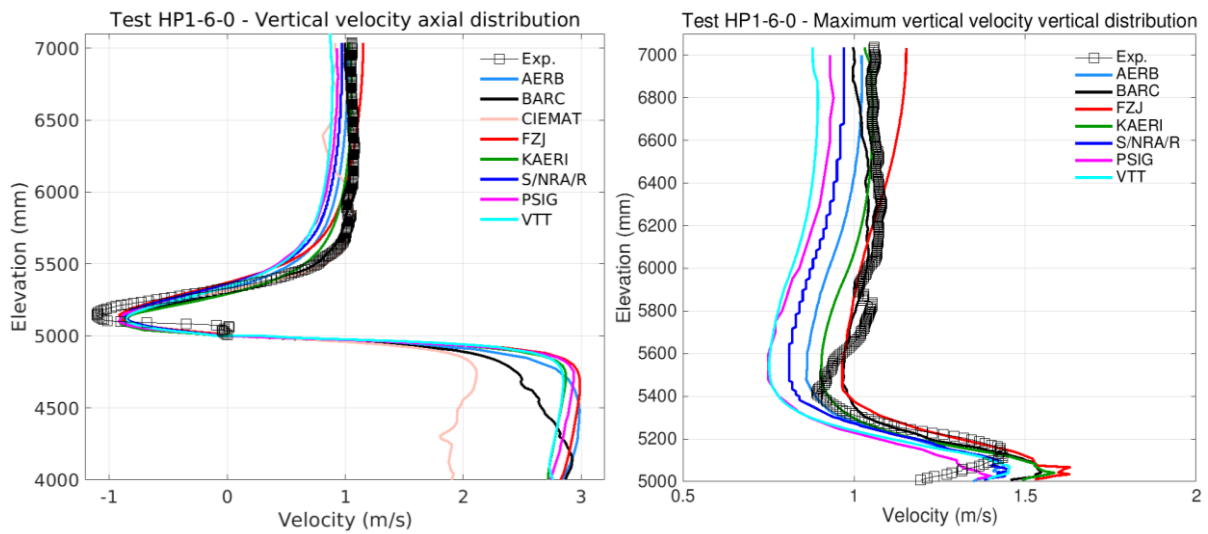 Test HP1-6-0 - Vertical velocity axial distribution
7000
6500
6000
5500
5000
4500
4000
Elevation (mm)
Exp.
AERB
BARC
CIEMAT
FZJ
KAERI
S/NRA/R
PSIG
VTT
-1 0 1 2 3
Velocity (m/s)
Test HP1-6-0 - Maximum vertical velocity vertical distribution
7000
6800
6400
6200
6000
5800
5600
5400
5200
5000
Elevation (mm)
Exp.
AERB
BARC
FZJ
KAERI
S/NRA/R
PSIG
VTT
0.5 1 1.5 2
Velocity (m/s)